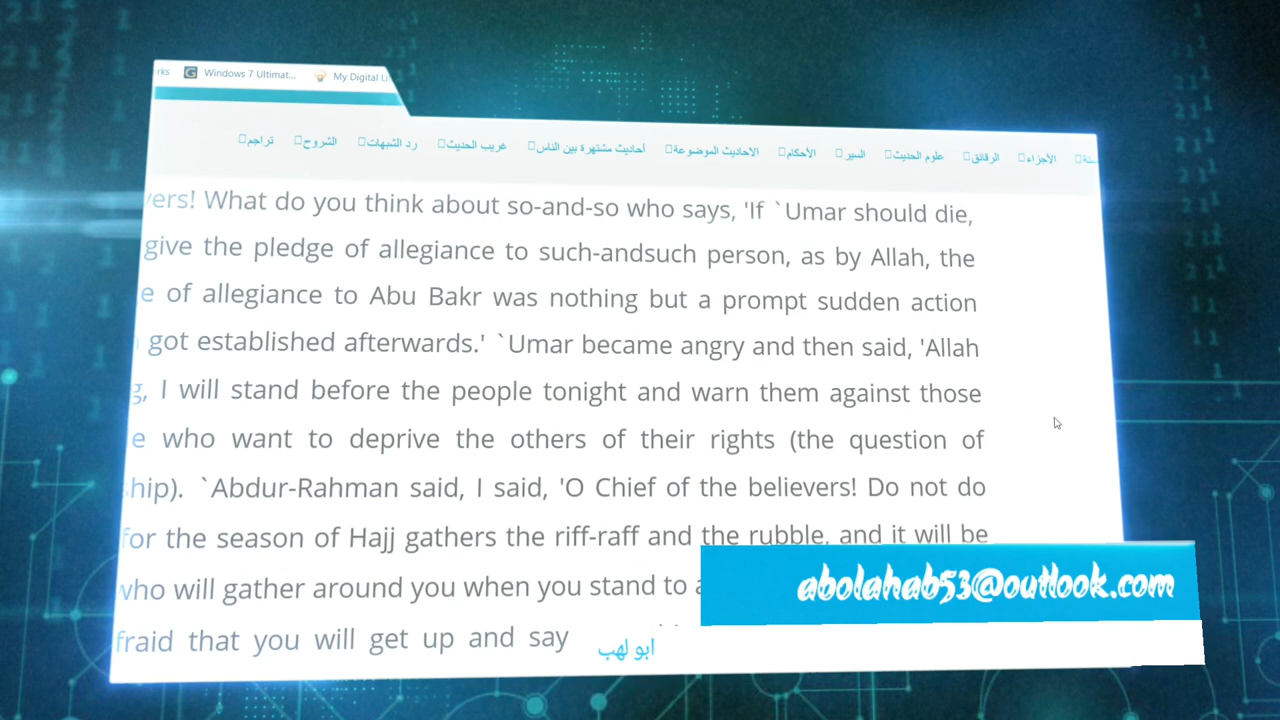 Windows 7 Ultimat...
My Digital
الأجزاء الرقائق علوم الحديث السير الأحكام الاحاديث الموضوعة أحاديث مشتهرة بين الناس غريب الحديث رد الشبهات الشروح تراجم
What do you think about so-and-so who says, 'If `Umar should die,
give the pledge of allegiance to such-andsuch person, as by Allah, the
of allegiance to Abu Bakr was nothing but a prompt sudden action
got established afterwards.' `Umar became angry and then said, 'Allah
I will stand before the people tonight and warn them against those
who want to deprive the others of their rights (the question of
`Abdur-Rahman said, I said, 'O Chief of the believers! Do not do
for the season of Hajj gathers the riff-raff and the rubble, and it will be
who will gather around you when you stand to
fraid that you will get up and say
abolahab53@outlook.com
ابو لهب